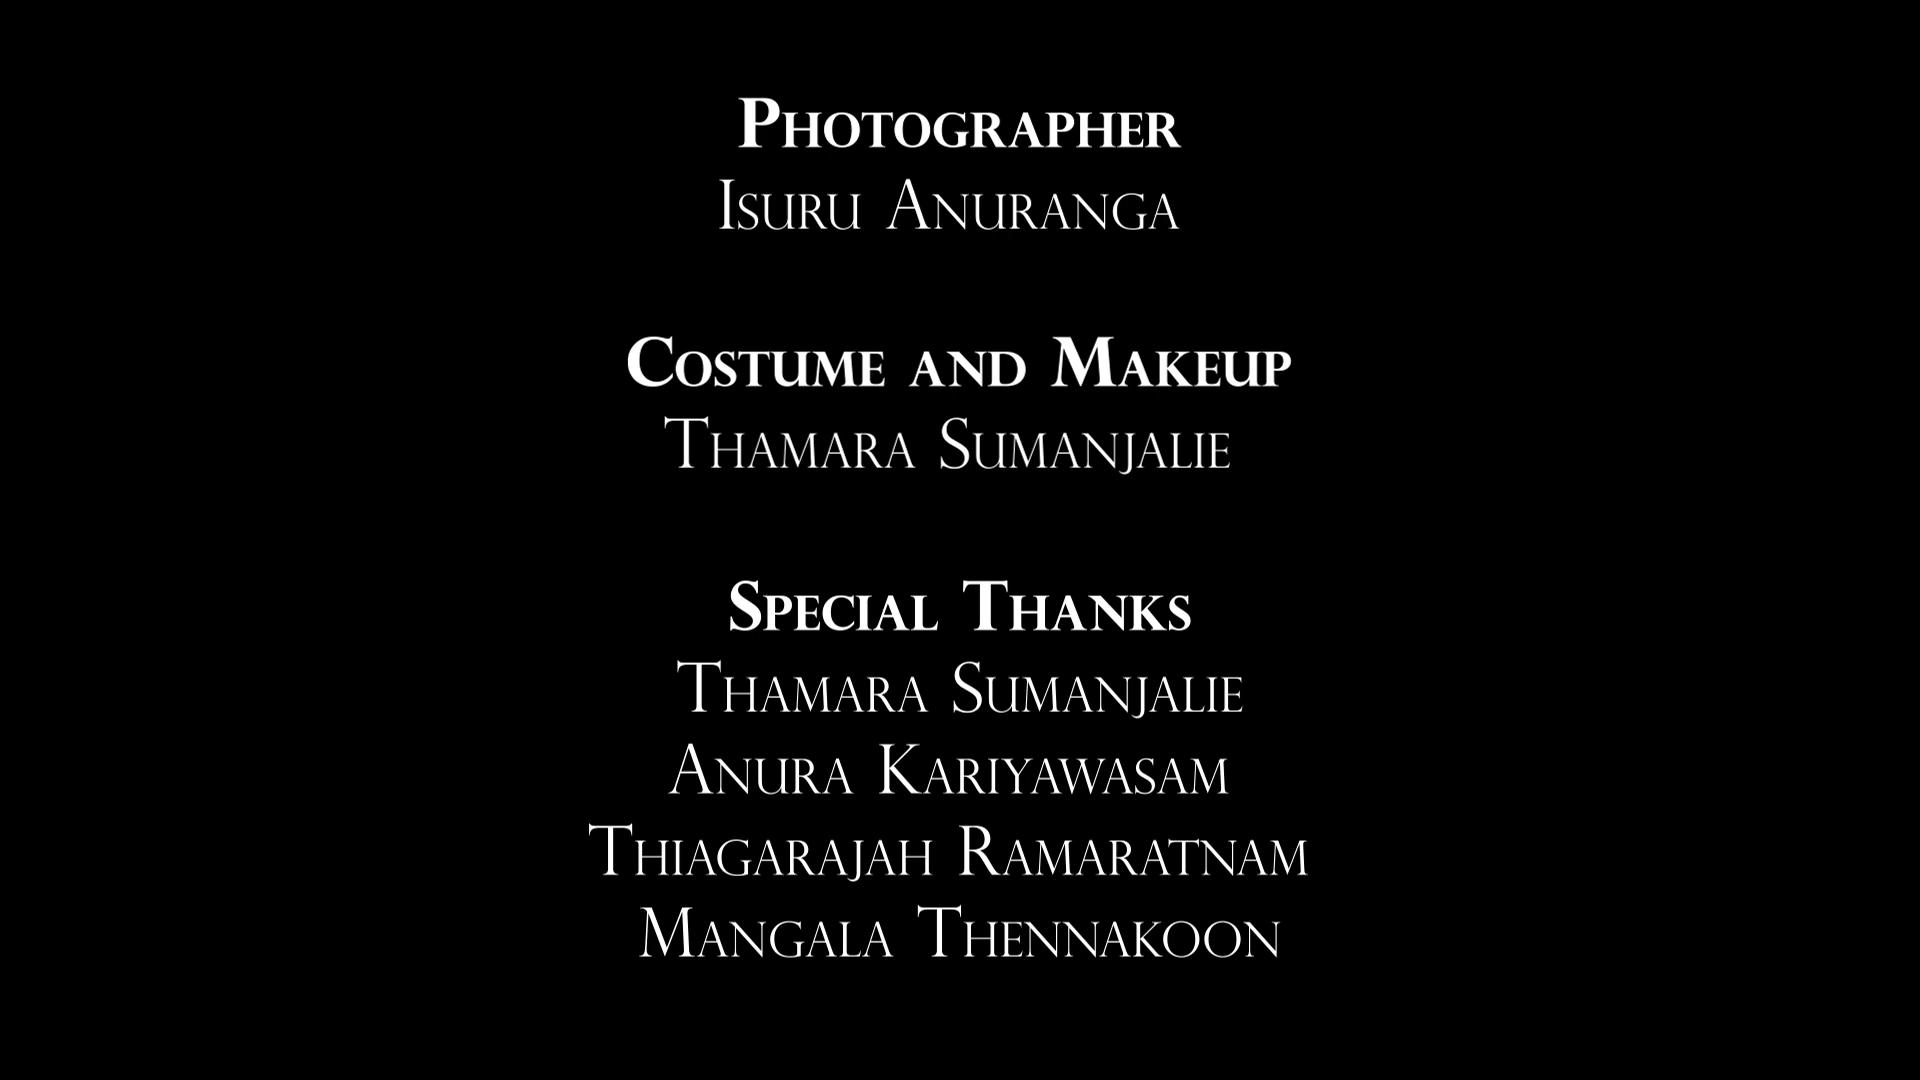 Photographer
Isuru Anuranga
Costume and Makeup
Thamara Sumanjalie
Special Thanks
Thamara Sumanjalie
Anura Kariyawasam
Thiagarajah Ramaratnam
Mangala Thennakoon